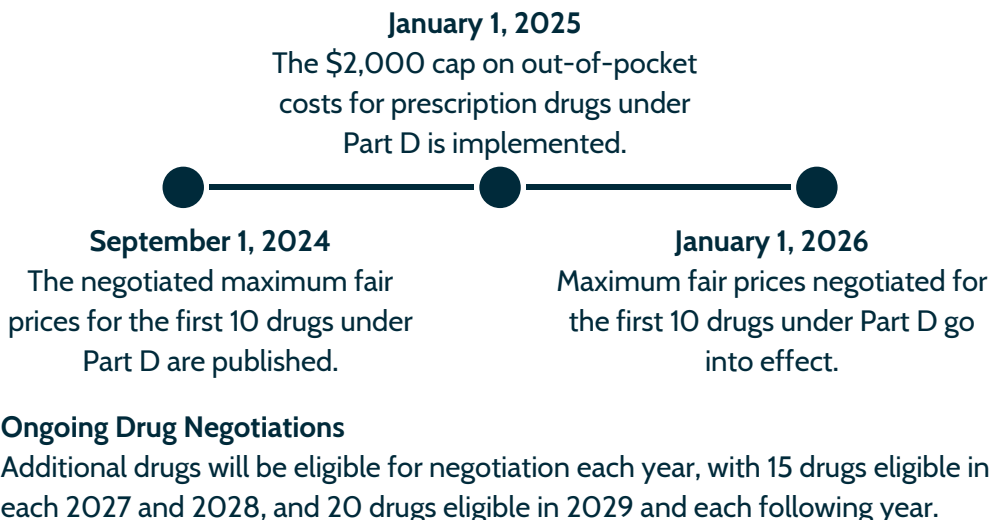 January 1, 2025
The $2,000 cap on out-of-pocket
costs for prescription drugs under
Part D is implemented.
September 1, 2024
The negotiated maximum fair
prices for the first 10 drugs under
Part D are published.
January 1, 2026
Maximum fair prices negotiated for
the first 10 drugs under Part D go
into effect.
Ongoing Drug Negotiations
Additional drugs will be eligible for negotiation each year, with 15 drugs eligible in
each 2027 and 2028, and 20 drugs eligible in 2029 and each following year.